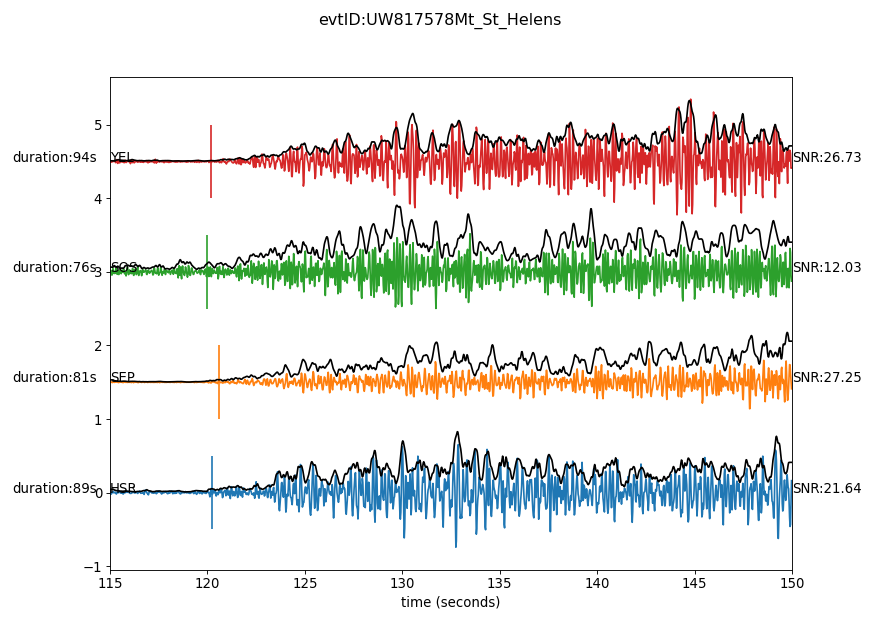 evtID:UW817578Mt_St_Helens
5
duration:94s YEL SNR:26.73
4
duration:76s SOS SNR:12.03
3
2
duration:81s SEP SNR:27.25
1
duration:89s HSR SNR:21.64
0
−1
115 120 125 130 135 140 145 150
time (seconds)